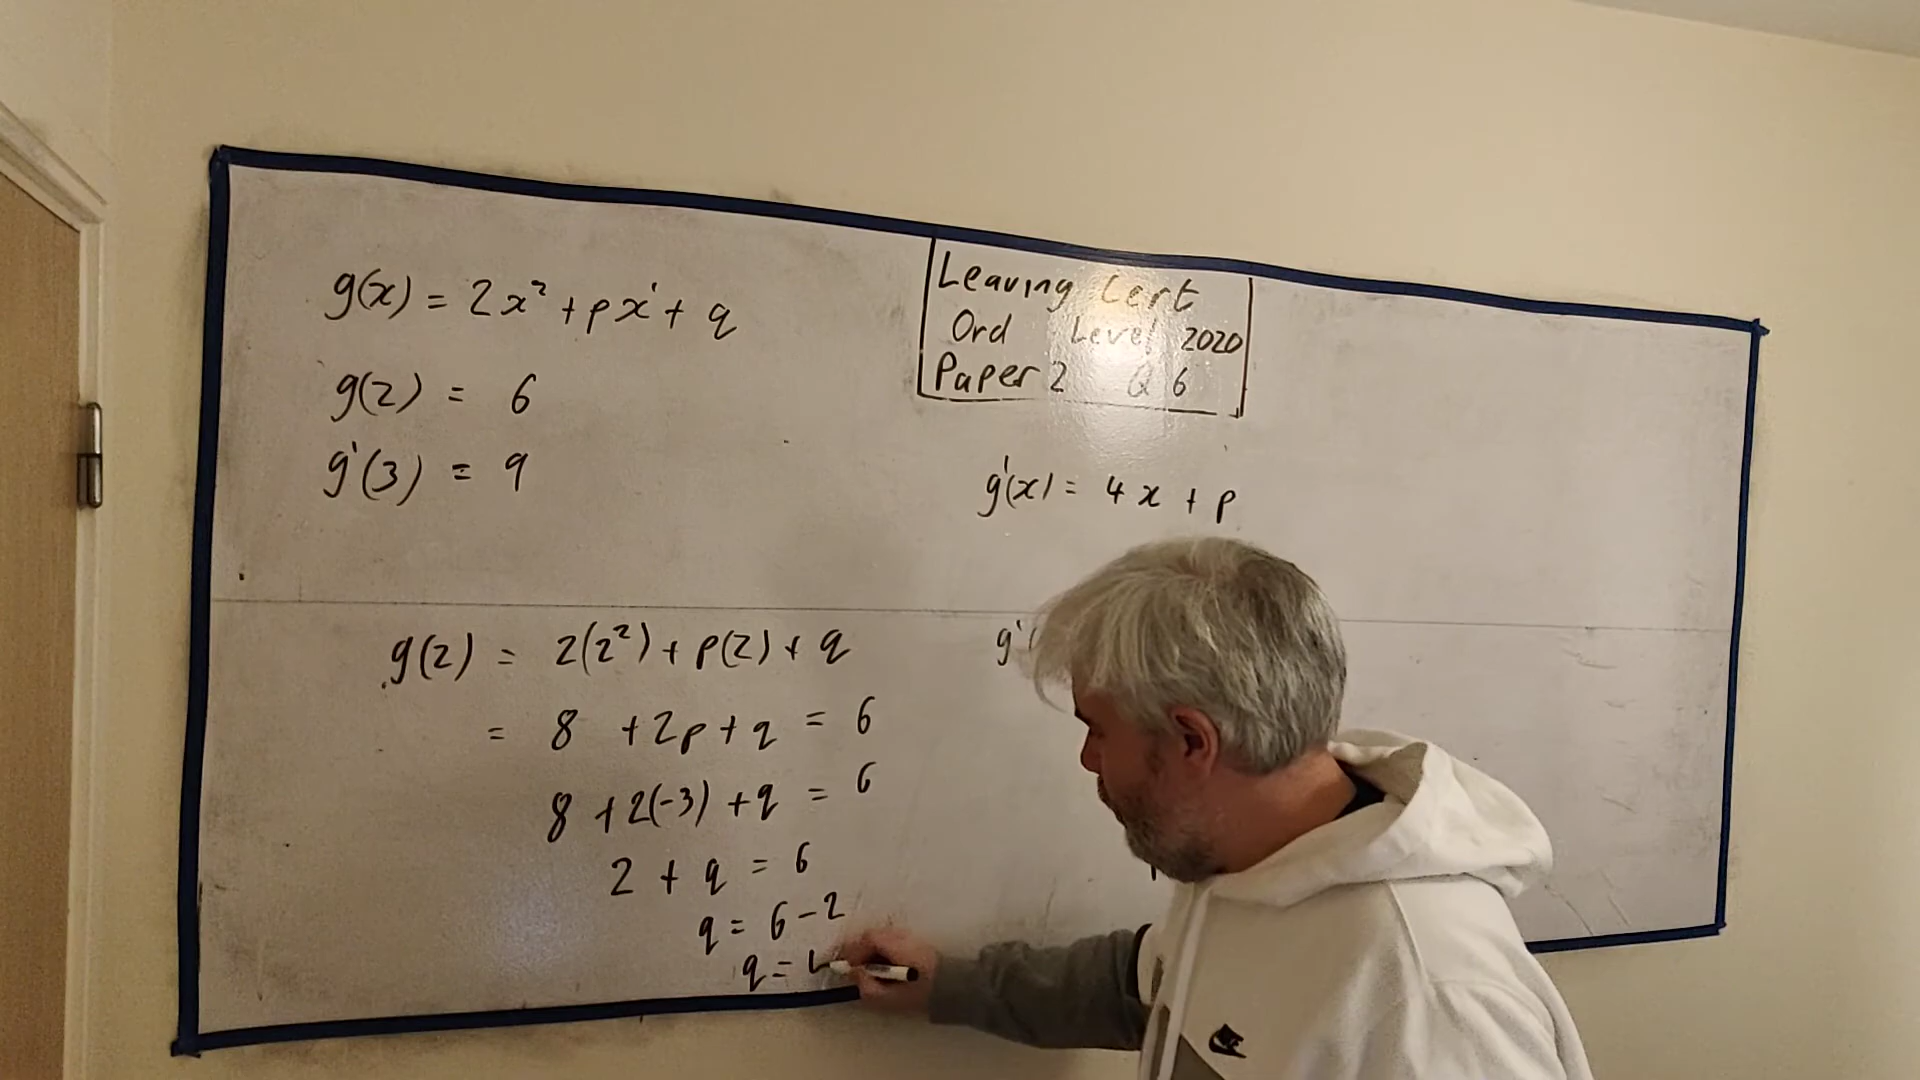 g(x) = 2x² + px¹ + q
g(2) = 6
g'(3) = 9
Leaving Cert
Ord Level 2020
Paper 2 Q 6
g'(x) = 4x + p
g(2) = 2(2²) + p(2) + q
= 8 + 2p + q = 6
8 + 2(-3) + q = 6
2 + q = 6
q = 6 - 2
q = 4
g'(